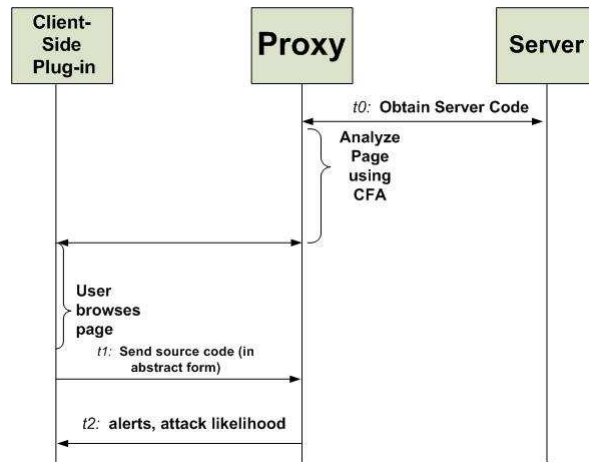 Client-
Side
Plug-in
Proxy
Server
t0: Obtain Server Code
Analyze
Page
using
CFA
User
browses
page
t1: Send source code (in
abstract form)
t2: alerts, attack likelihood